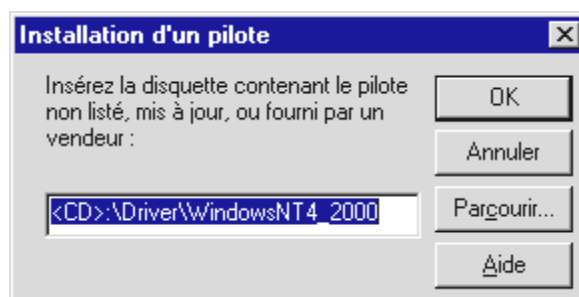 Installation d'un pilote
Insérez la disquette contenant le pilote
non listé, mis à jour, ou fourni par un
vendeur :
<CD>:\Driver\WindowsNT4_2000
OK
Annuler
Parcourir...
Aide